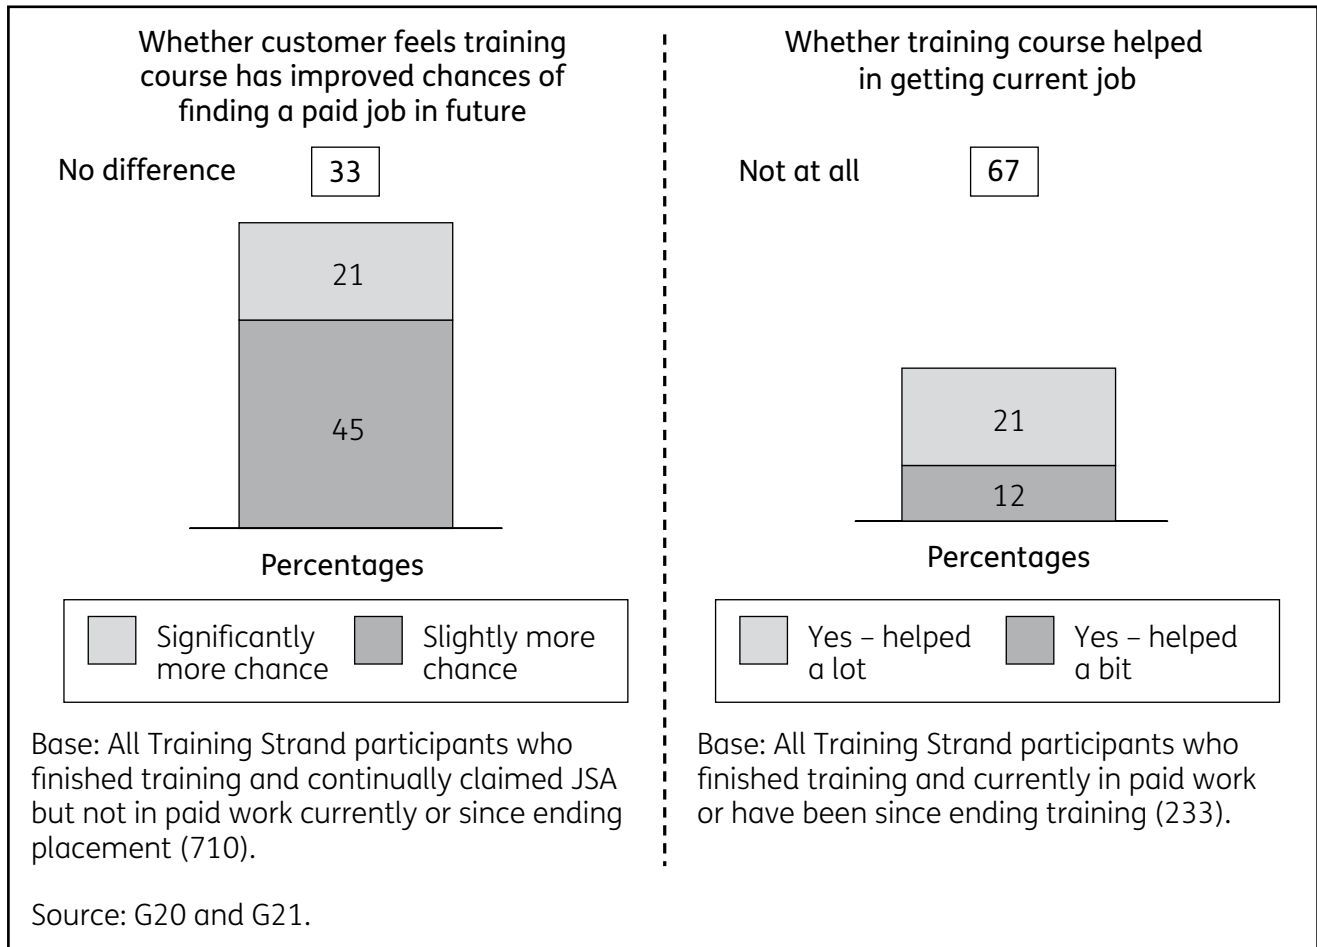 Whether customer feels training
course has improved chances of
finding a paid job in future
No difference 33
21
45
Percentages
Significantly
more chance
Slightly more
chance
Base: All Training Strand participants who
finished training and continually claimed JSA
but not in paid work currently or since ending
placement (710).
Whether training course helped
in getting current job
Not at all 67
21
12
Percentages
Yes – helped
a lot
Yes – helped
a bit
Base: All Training Strand participants who
finished training and currently in paid work
or have been since ending training (233).
Source: G20 and G21.